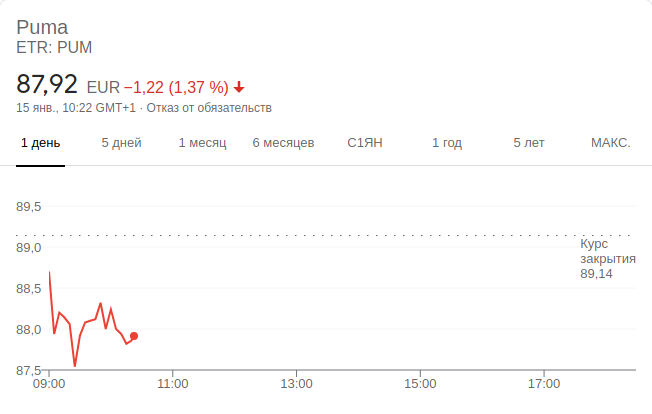 Puma
ETR: PUM
87,92 EUR −1,22 (1,37 %)
15 янв., 10:22 GMT+1 · Отказ от обязательств
1 день 5 дней 1 месяц 6 месяцев С1ЯН 1 год 5 лет МАКС.
89,5
89,0
88,5
88,0
87,5
Курс
закрытия
89,14
09:00 11:00 13:00 15:00 17:00